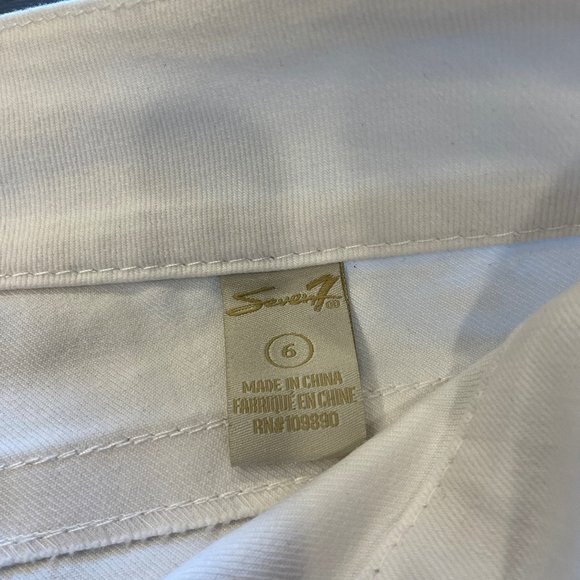 Seven7
6
MADE IN CHINA
FABRIQUÉ EN CHINE
RN# 109890